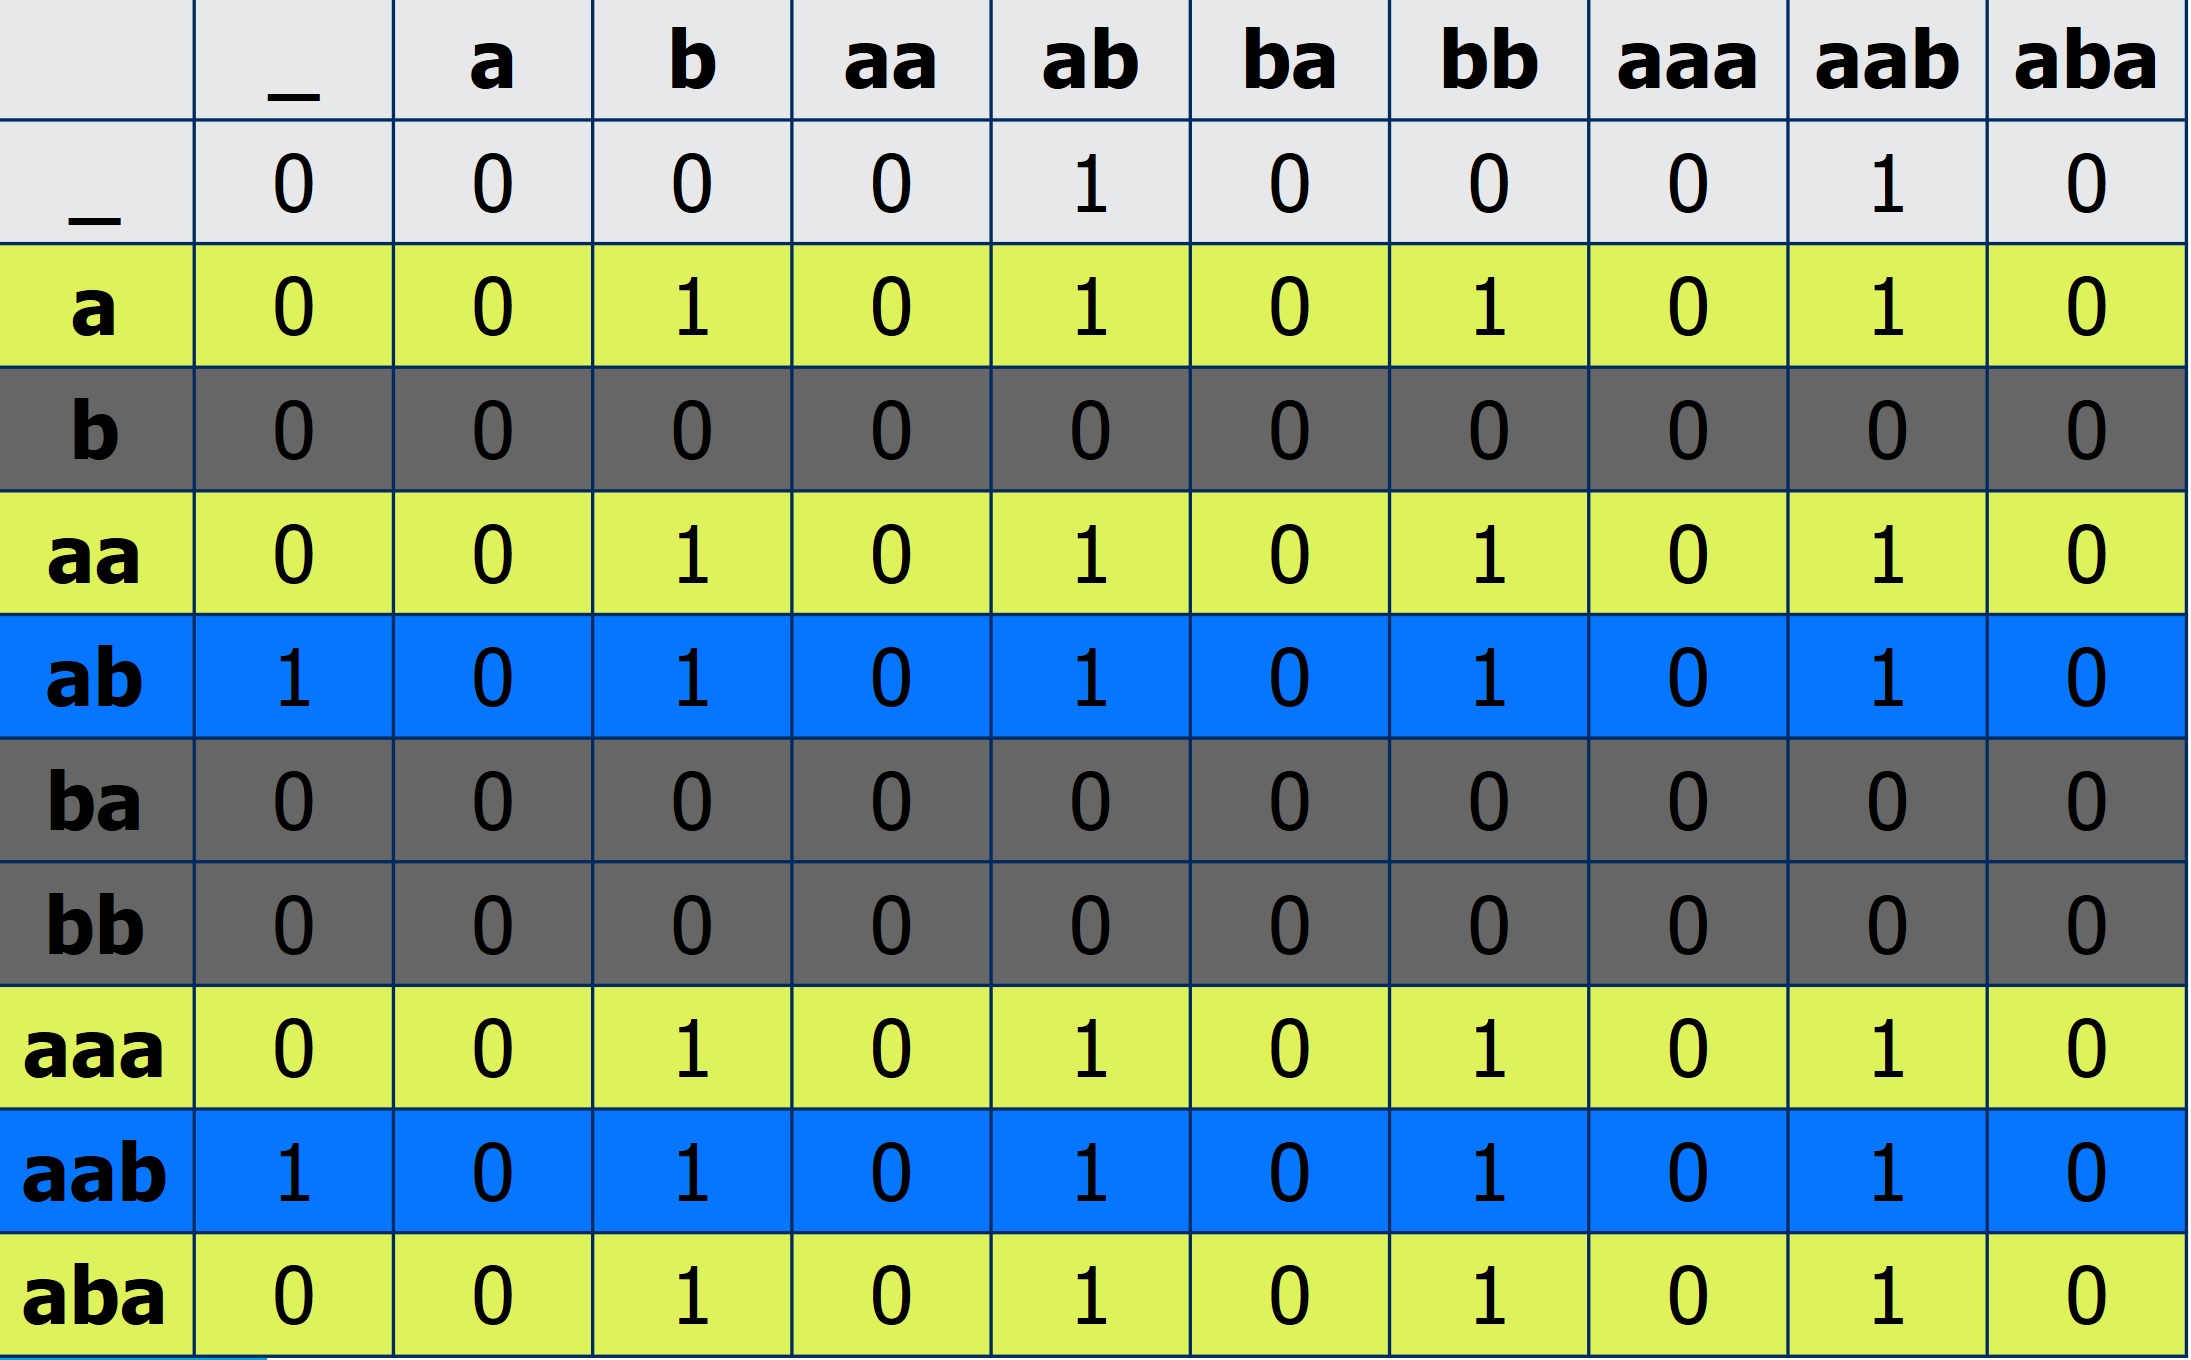 _ a b aa ab ba bb aaa aab aba
_ 0 0 0 0 1 0 0 0 1 0
a 0 0 1 0 1 0 1 0 1 0
b 0 0 0 0 0 0 0 0 0 0
aa 0 0 1 0 1 0 1 0 1 0
ab 1 0 1 0 1 0 1 0 1 0
ba 0 0 0 0 0 0 0 0 0 0
bb 0 0 0 0 0 0 0 0 0 0
aaa 0 0 1 0 1 0 1 0 1 0
aab 1 0 1 0 1 0 1 0 1 0
aba 0 0 1 0 1 0 1 0 1 0